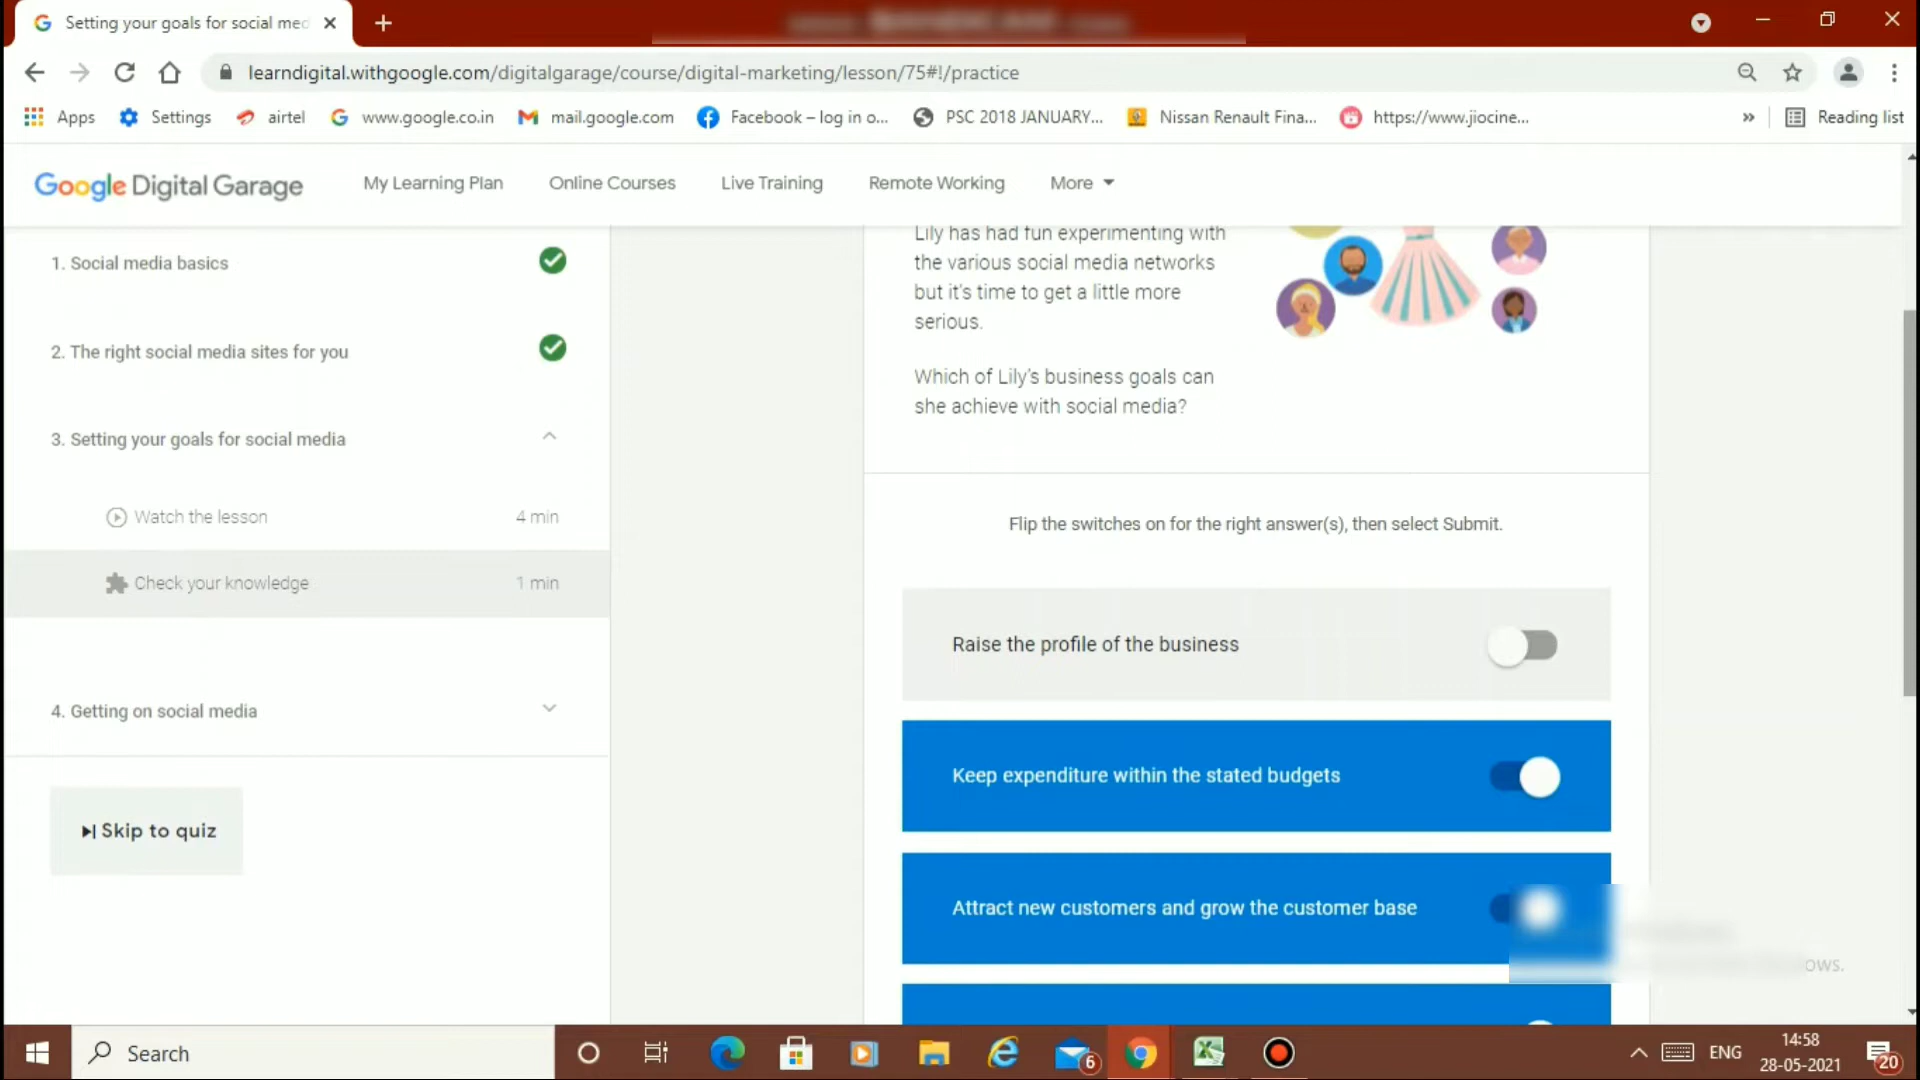 Setting your goals for social med
learndigital.withgoogle.com/digitalgarage/course/digital-marketing/lesson/75#!/practice
Apps
Settings
airtel
www.google.co.in
mail.google.com
Facebook – log in o...
PSC 2018 JANUARY...
Nissan Renault Fina...
https://www.jiocine...
»
Reading list
Google Digital Garage
My Learning Plan
Online Courses
Live Training
Remote Working
More
1. Social media basics
2. The right social media sites for you
3. Setting your goals for social media
Watch the lesson
4 min
Check your knowledge
1 min
4. Getting on social media
Skip to quiz
Lily has had fun experimenting with
the various social media networks
but it's time to get a little more
serious.
Which of Lily's business goals can
she achieve with social media?
Flip the switches on for the right answer(s), then select Submit.
Raise the profile of the business
Keep expenditure within the stated budgets
Attract new customers and grow the customer base
ows.
Search
6
ENG
14:58
28-05-2021
20